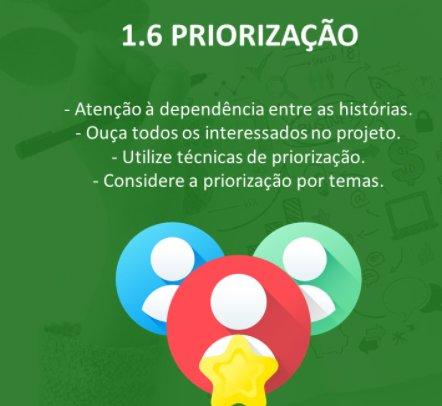 1.6 PRIORIZAÇÃO
- Atenção à dependência entre as histórias.
- Ouça todos os interessados no projeto.
- Utilize técnicas de priorização.
- Considere a priorização por temas.